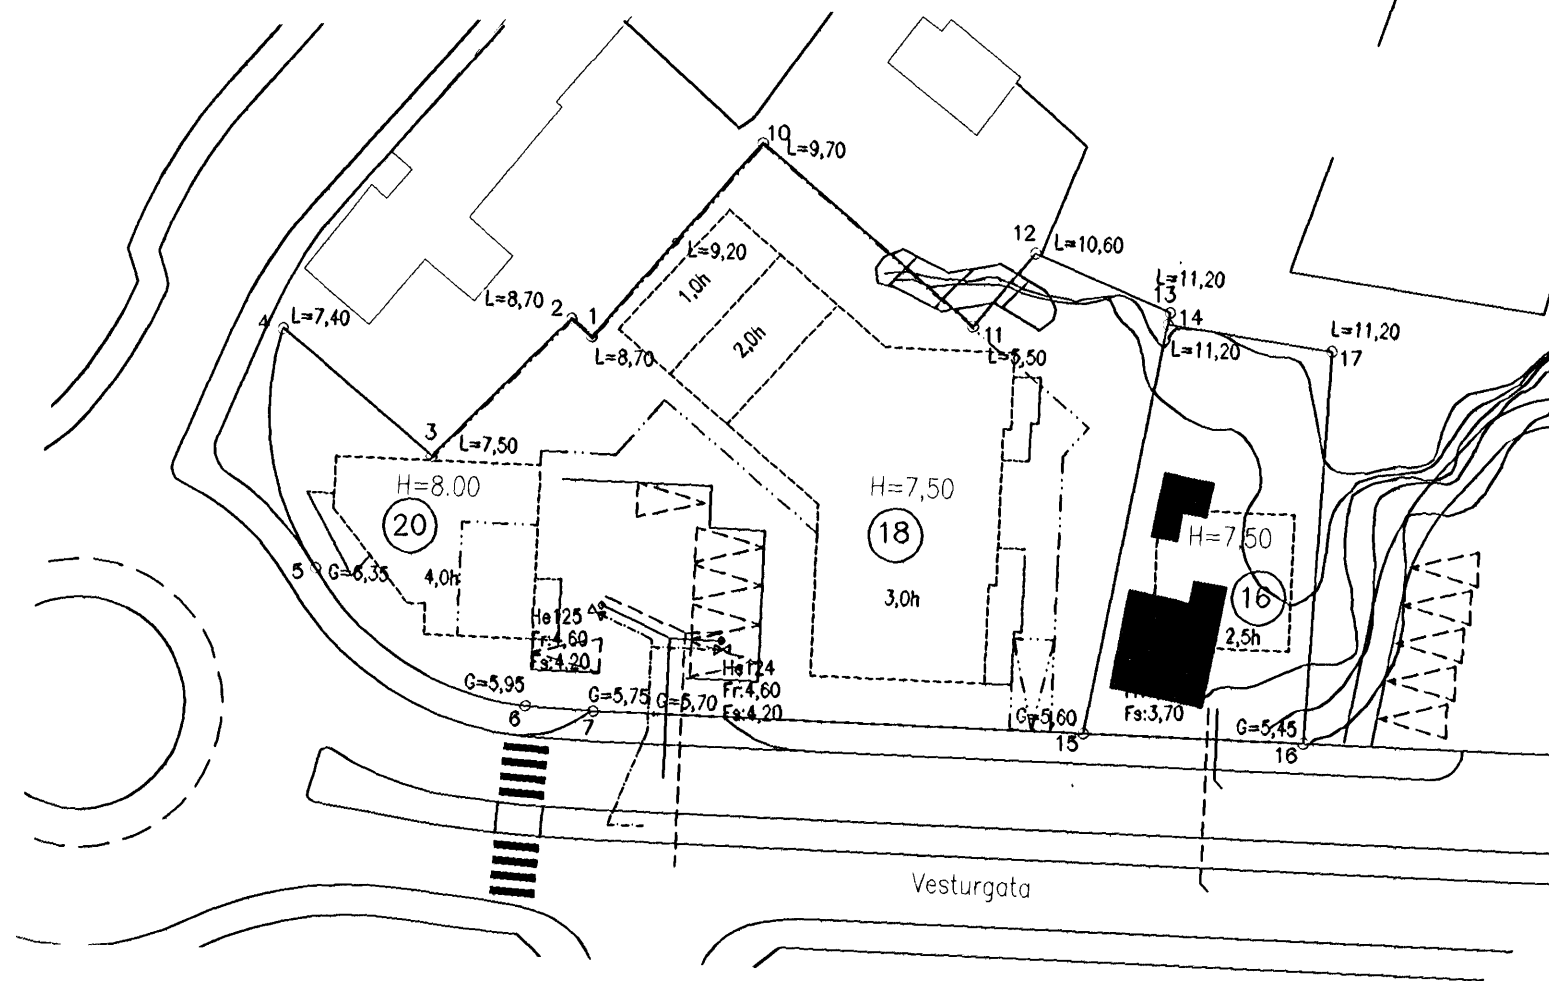 10
L=9,70
12
L=10,60
L=9,20
L=11,20
13
1,0h
L=8,70
2
1
4
L=7,40
14
11
L=11,20
17
2,0h
L=8,70
L=5,50
L=11,20
3
L=7,50
H=8.00
H=7,50
20
18
H=7,50
5
G=6,35
4,0h
3,0h
16
He125
Fr:4,60
Fs:4,20
2,5h
He124
Fr:4,60
Fs:4,20
G=5,95
G=5,75
G=5,70
6
7
G=5,60
15
Fs:3,70
G=5,45
16
Vesturgata